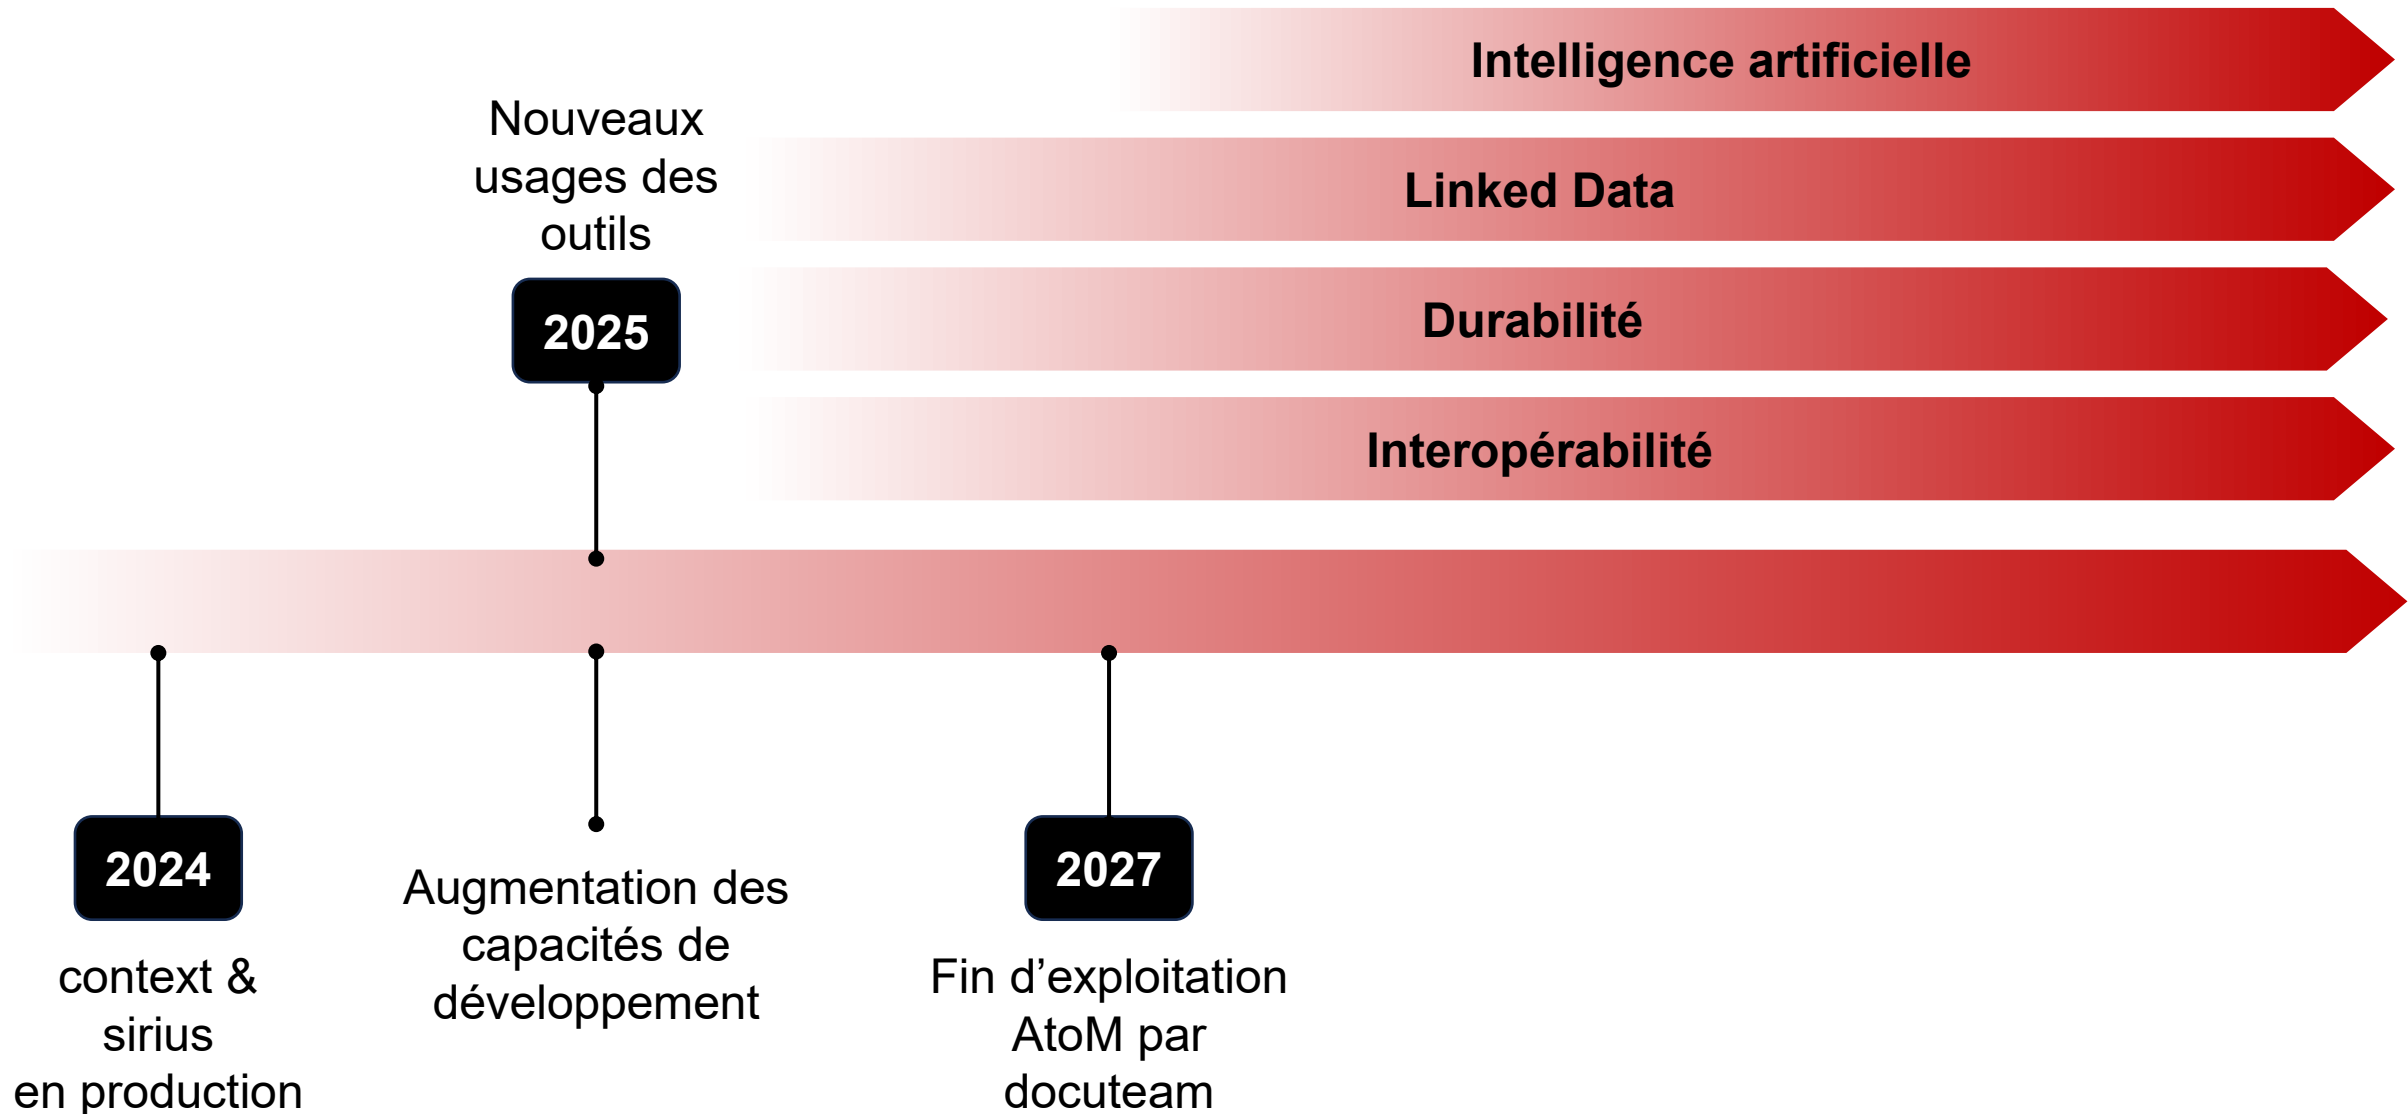 Intelligence artificielle
Linked Data
Durabilité
Interopérabilité
Nouveaux
usages des
outils
2025
2024
context &
sirius
en production
Augmentation des
capacités de
développement
2027
Fin d’exploitation
AtoM par
docuteam